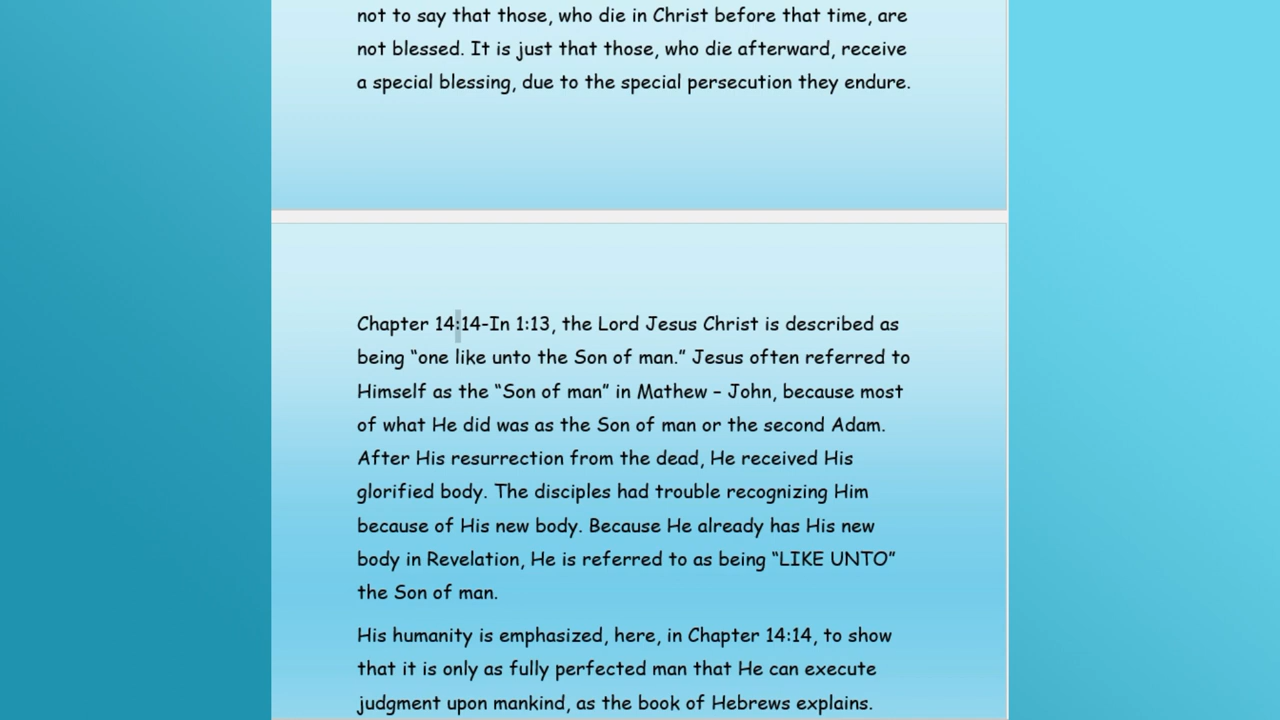 not to say that those, who die in Christ before that time, are
not blessed. It is just that those, who die afterward, receive
a special blessing, due to the special persecution they endure.
Chapter 14:14-In 1:13, the Lord Jesus Christ is described as
being “one like unto the Son of man.” Jesus often referred to
Himself as the “Son of man” in Mathew – John, because most
of what He did was as the Son of man or the second Adam.
After His resurrection from the dead, He received His
glorified body. The disciples had trouble recognizing Him
because of His new body. Because He already has His new
body in Revelation, He is referred to as being “LIKE UNTO”
the Son of man.
His humanity is emphasized, here, in Chapter 14:14, to show
that it is only as fully perfected man that He can execute
judgment upon mankind, as the book of Hebrews explains.